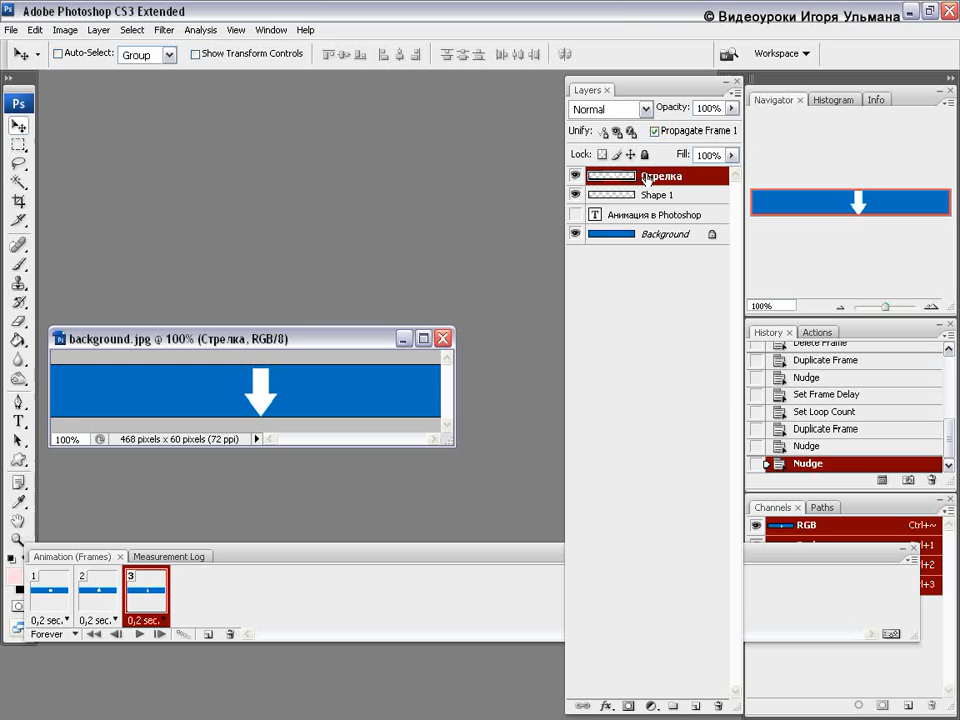 Adobe Photoshop CS3 Extended
© Видеоуроки Игоря Ульмана
File Edit Image Layer Select Filter Analysis View Window Help
Auto-Select: Group Show Transform Controls Workspace
Ps
Layers
Normal Opacity: 100%
Unify: Propagate Frame 1
Lock: Fill: 100%
Стрелка
Shape 1
T Анимация в Photoshop
Background
Navigator Histogram Info
100%
History Actions
Delete Frame
Duplicate Frame
Nudge
Set Frame Delay
Set Loop Count
Duplicate Frame
Nudge
Nudge
Channels Paths
RGB Ctrl+~
Ctrl+1
Ctrl+2
Ctrl+3
background.jpg @ 100% (Стрелка, RGB/8)
100% 468 pixels x 60 pixels (72 ppi)
Animation (Frames) Measurement Log
1 2 3
0,2 sec. 0,2 sec. 0,2 sec.
Forever